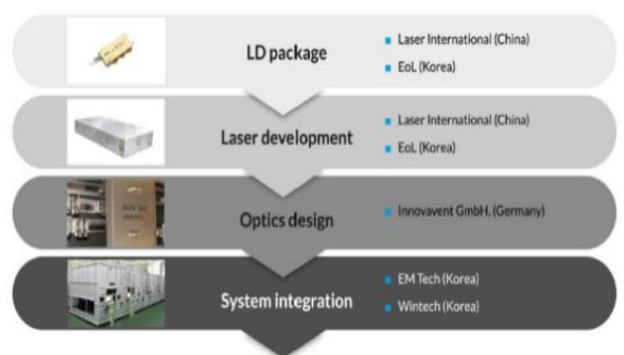 LD package
Laser International (China)
EoL (Korea)
Laser development
Laser International (China)
EoL (Korea)
Optics design
Innovavent GmbH. (Germany)
System integration
EM Tech (Korea)
Wintech (Korea)